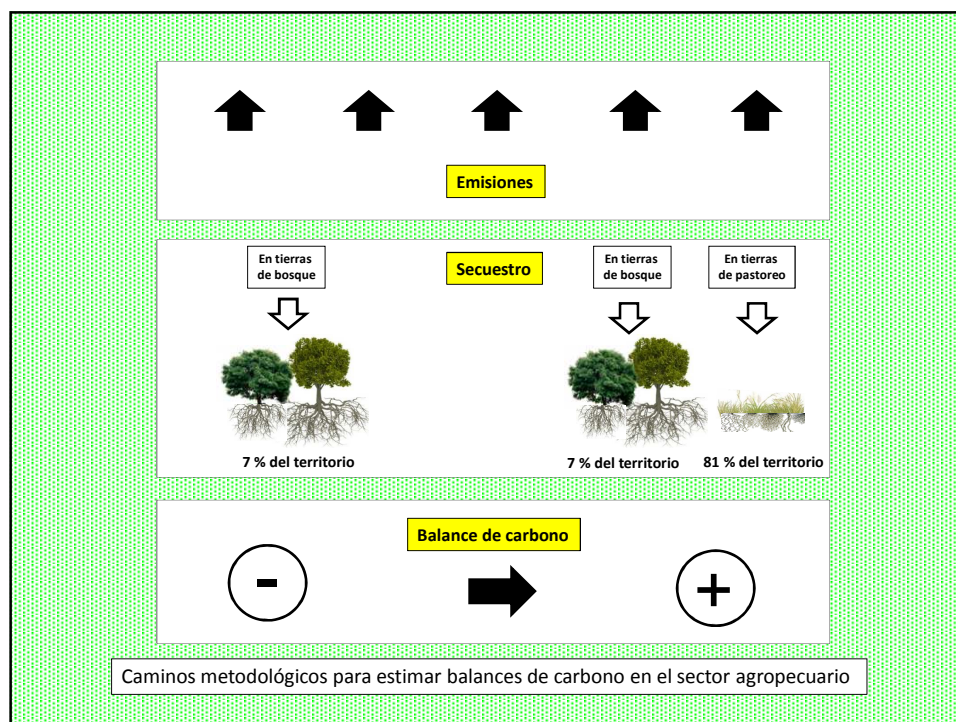 Emisiones
En tierras
de bosque
Secuestro
En tierras
de bosque
En tierras
de pastoreo
7 % del territorio
7 % del territorio
81 % del territorio
Balance de carbono
-
+
Caminos metodológicos para estimar balances de carbono en el sector agropecuario